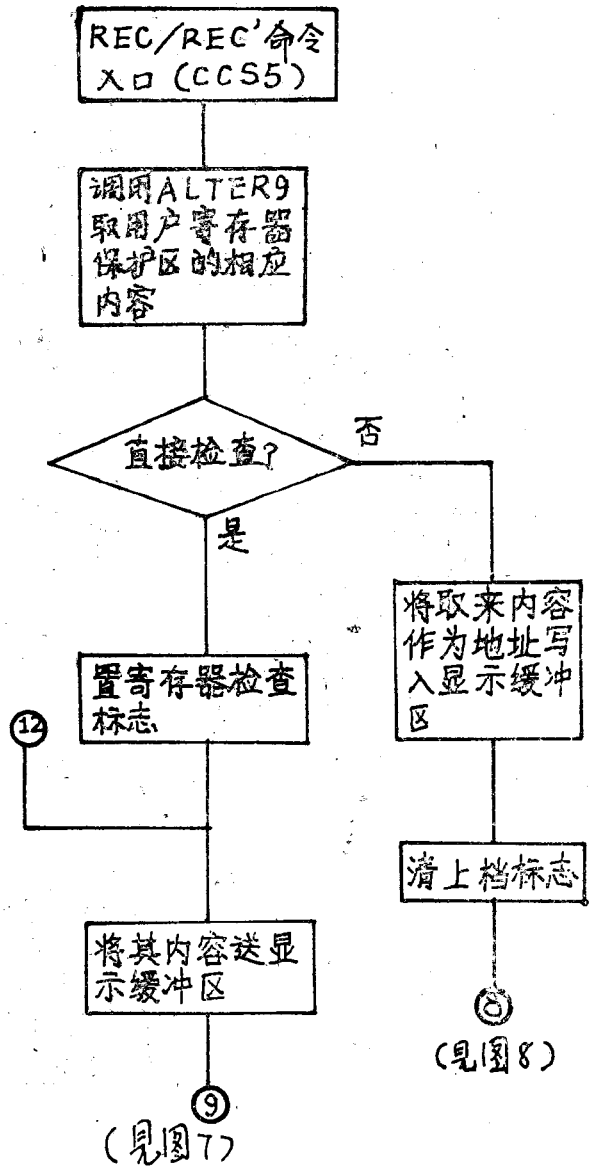 REC/REC'命令
入口(CCS5)
调用ALTER9
取用户寄存器
保护区的相应
内容
直接检查?
否
是
将取来内容
作为地址写
入显示缓冲
区
置寄存器检查
标志
12
清上档标志
将其内容送显
示缓冲区
(见图8)
9
(见图7)